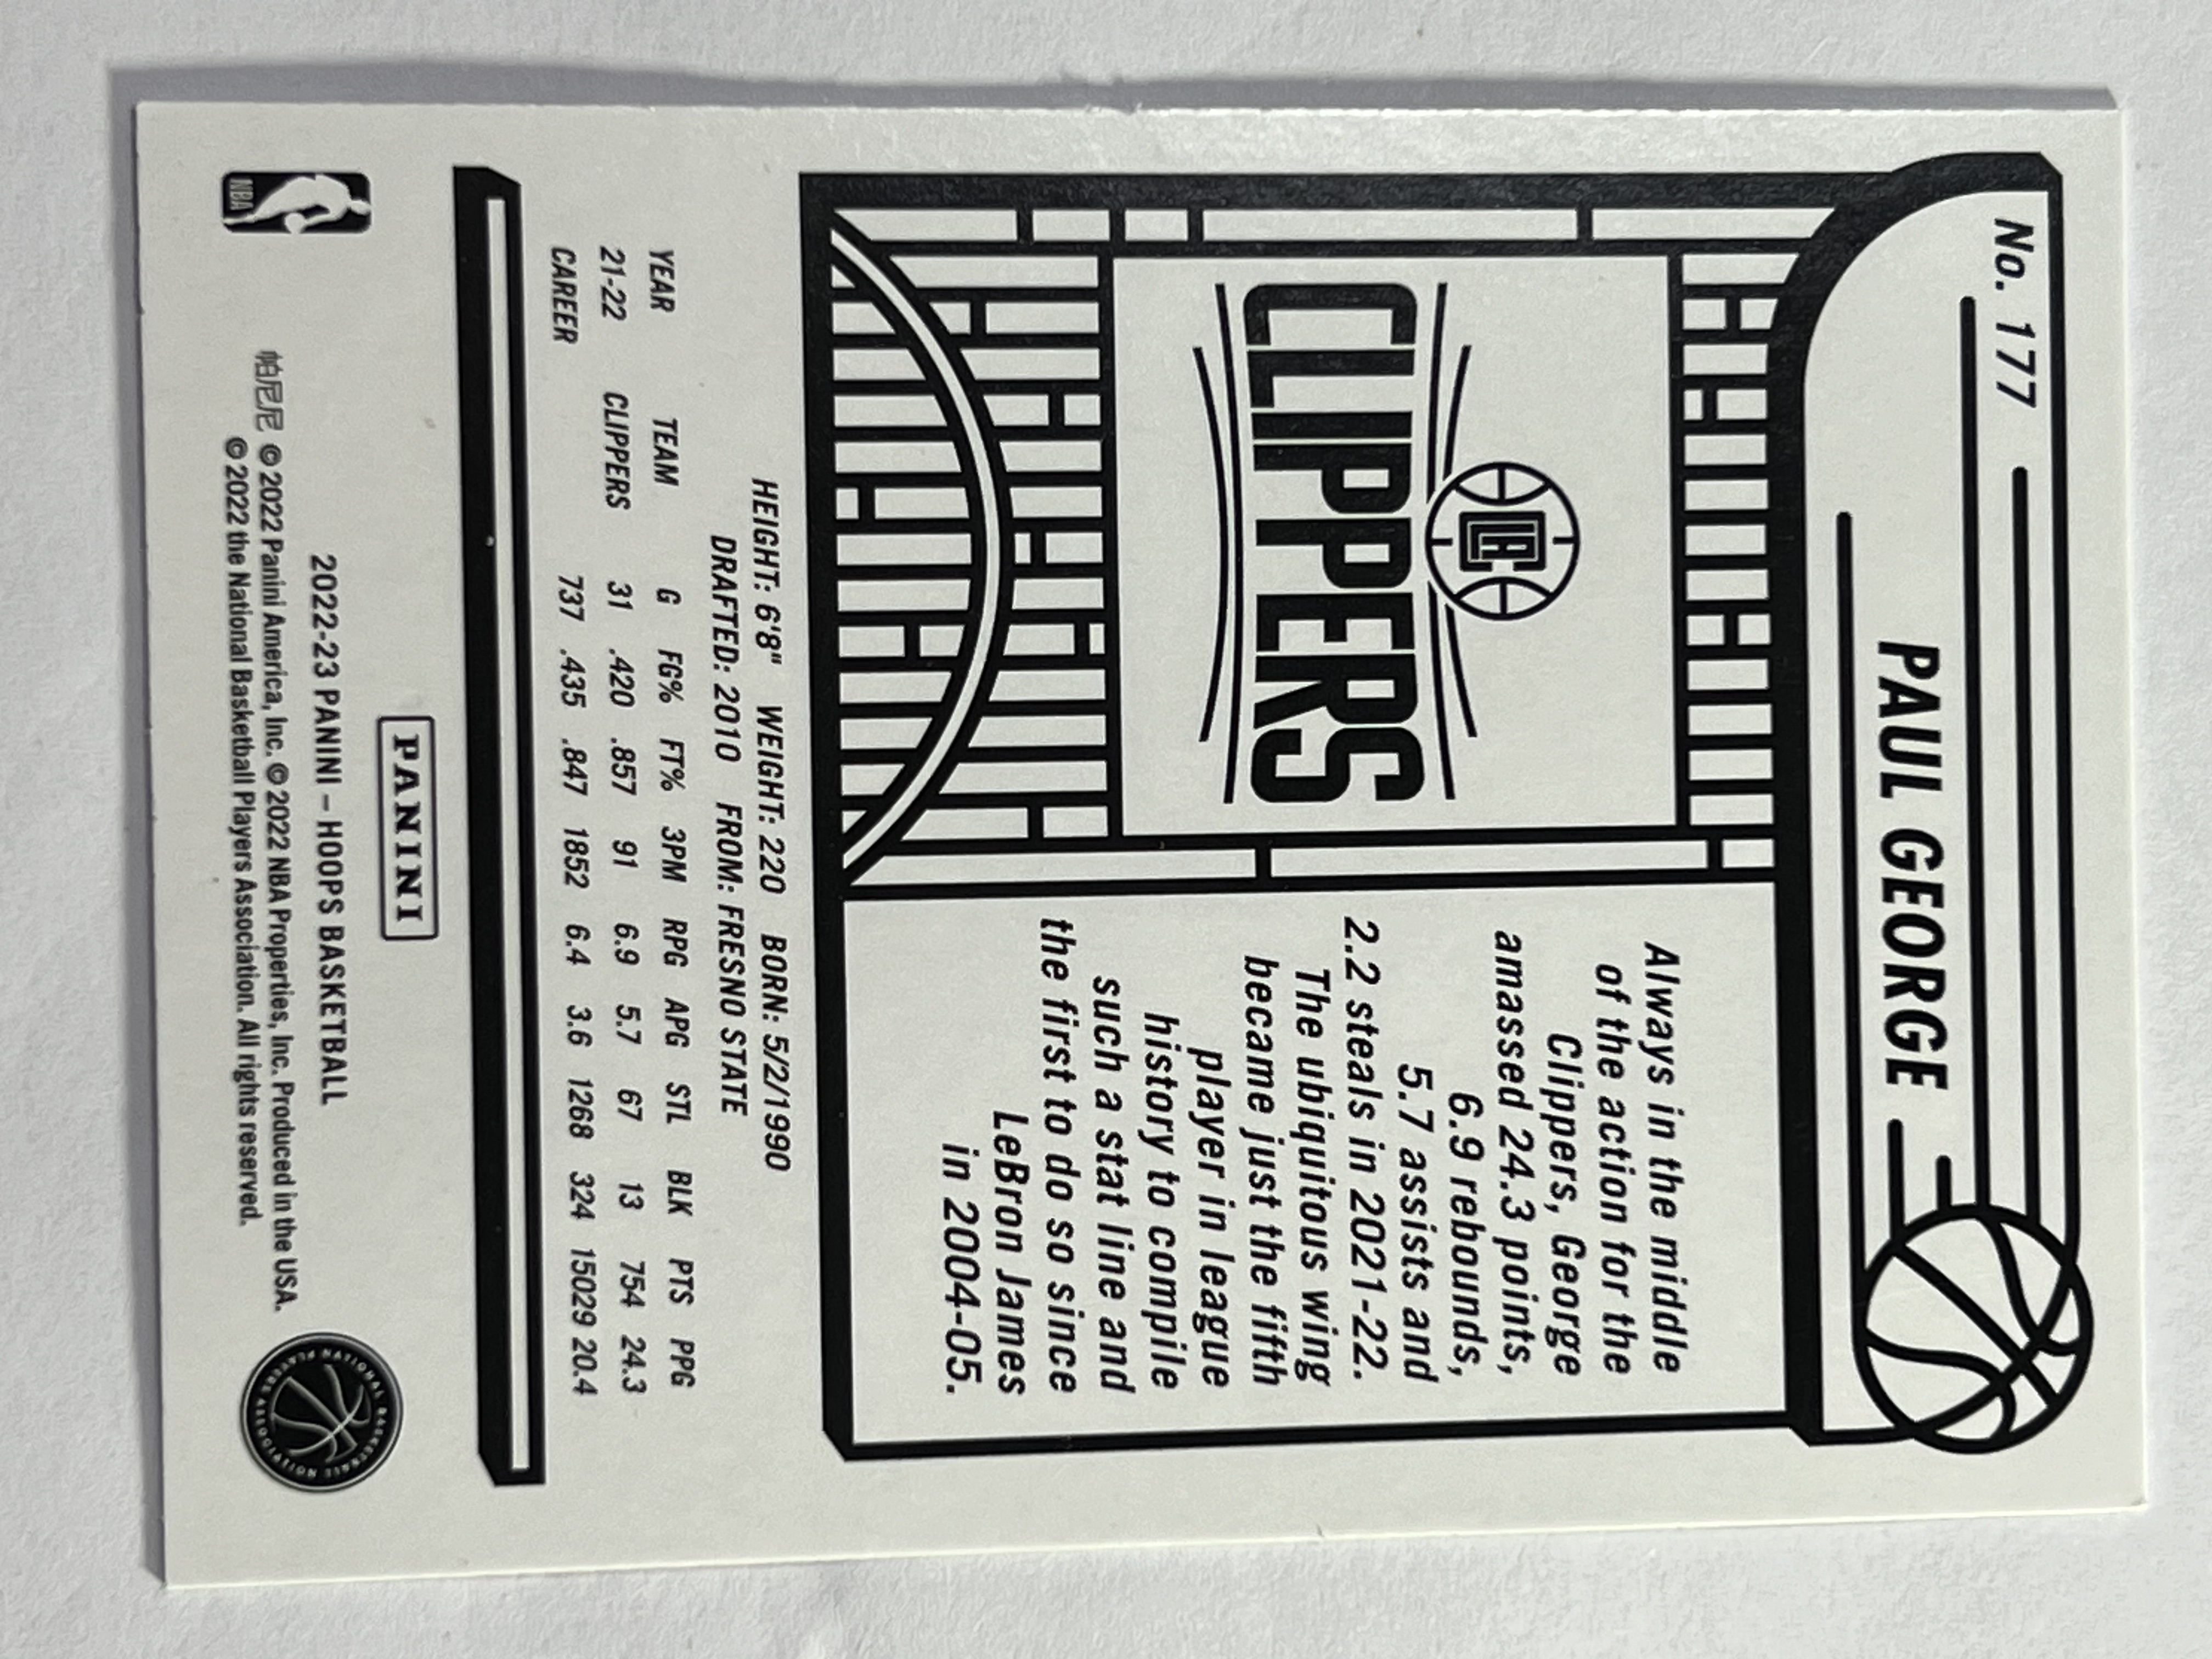 No. 177
PAUL GEORGE
LAC
CLIPPERS
Always in the middle
of the action for the
Clippers, George
amassed 24.3 points,
6.9 rebounds,
5.7 assists and
2.2 steals in 2021-22.
The ubiquitous wing
became just the fifth
player in league
history to compile
such a stat line and
the first to do so since
LeBron James
in 2004-05.
HEIGHT: 6'8" WEIGHT: 220 BORN: 5/2/1990
DRAFTED: 2010 FROM: FRESNO STATE
YEAR TEAM G FG% FT% 3PM RPG APG STL BLK PTS PPG
21-22 CLIPPERS 31 .420 .857 91 6.9 5.7 67 13 754 24.3
CAREER 737 .435 .847 1852 6.4 3.6 1268 324 15029 20.4
PANINI
2022-23 PANINI – HOOPS BASKETBALL
帕尼尼 © 2022 Panini America, Inc. © 2022 NBA Properties, Inc. Produced in the USA.
© 2022 the National Basketball Players Association. All rights reserved.
NBA
NATIONAL BASKETBALL PLAYERS ASSOCIATION